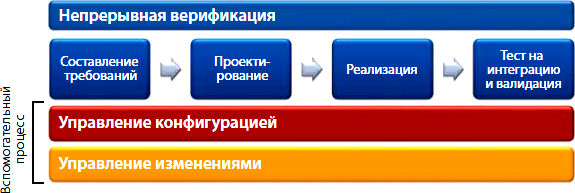 Непрерывная верификация
Составление
требований
Проекти-
рование
Реализация
Тест на
интеграцию
и валидация
Вспомогательный
процесс
Управление конфигурацией
Управление изменениями